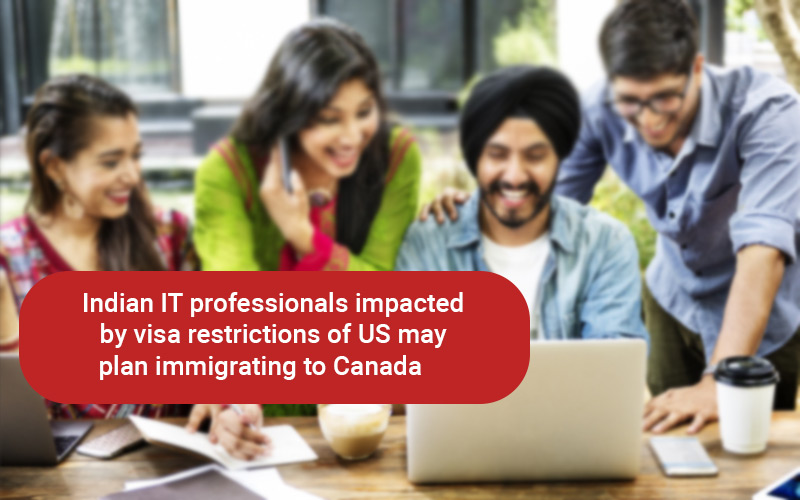 Indian IT professionals impacted
by visa restrictions of US may
plan immigrating to Canada